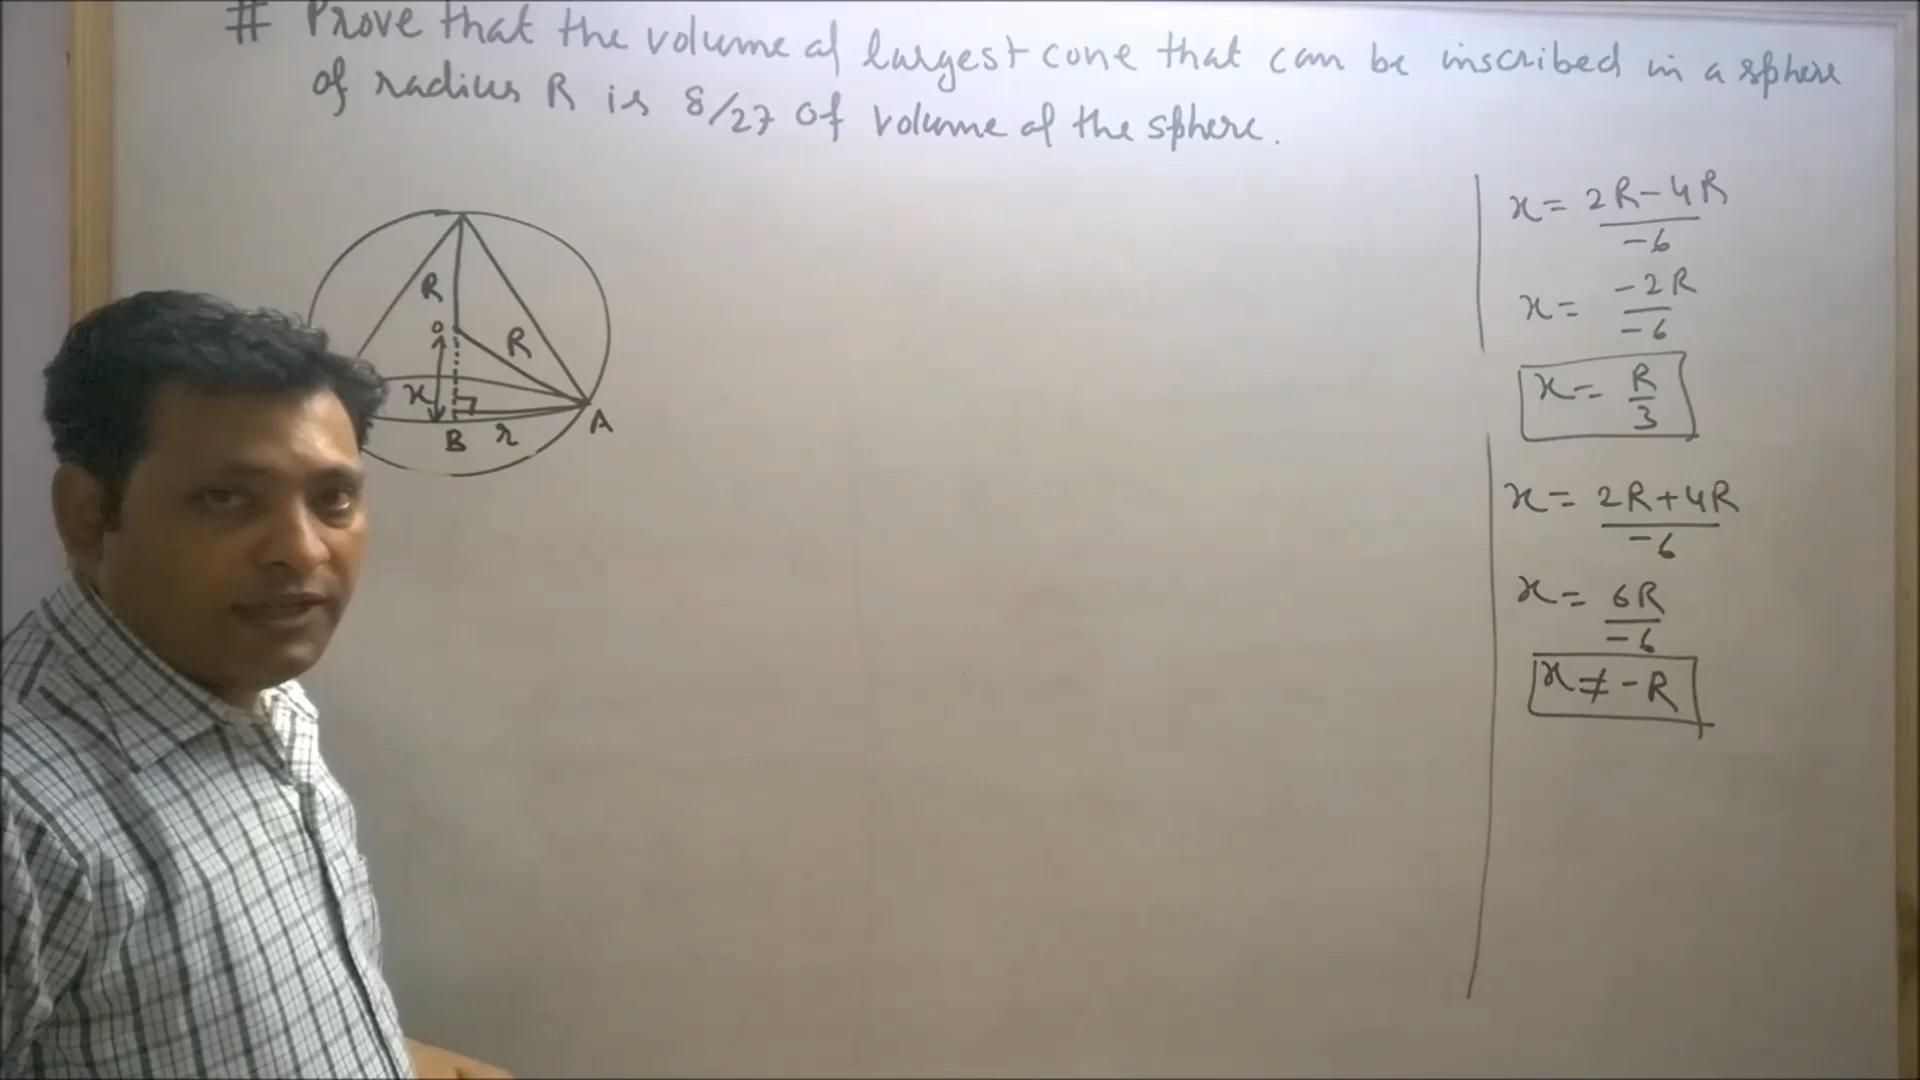 # Prove that the volume of largest cone that can be inscribed in a sphere
of radius R is 8/27 of volume of the sphere.
R
O
R
x
A
B
r
x = 2R-4R / -6
x = -2R / -6
x = R / 3
x = 2R+4R / -6
x = 6R / -6
x ≠ -R